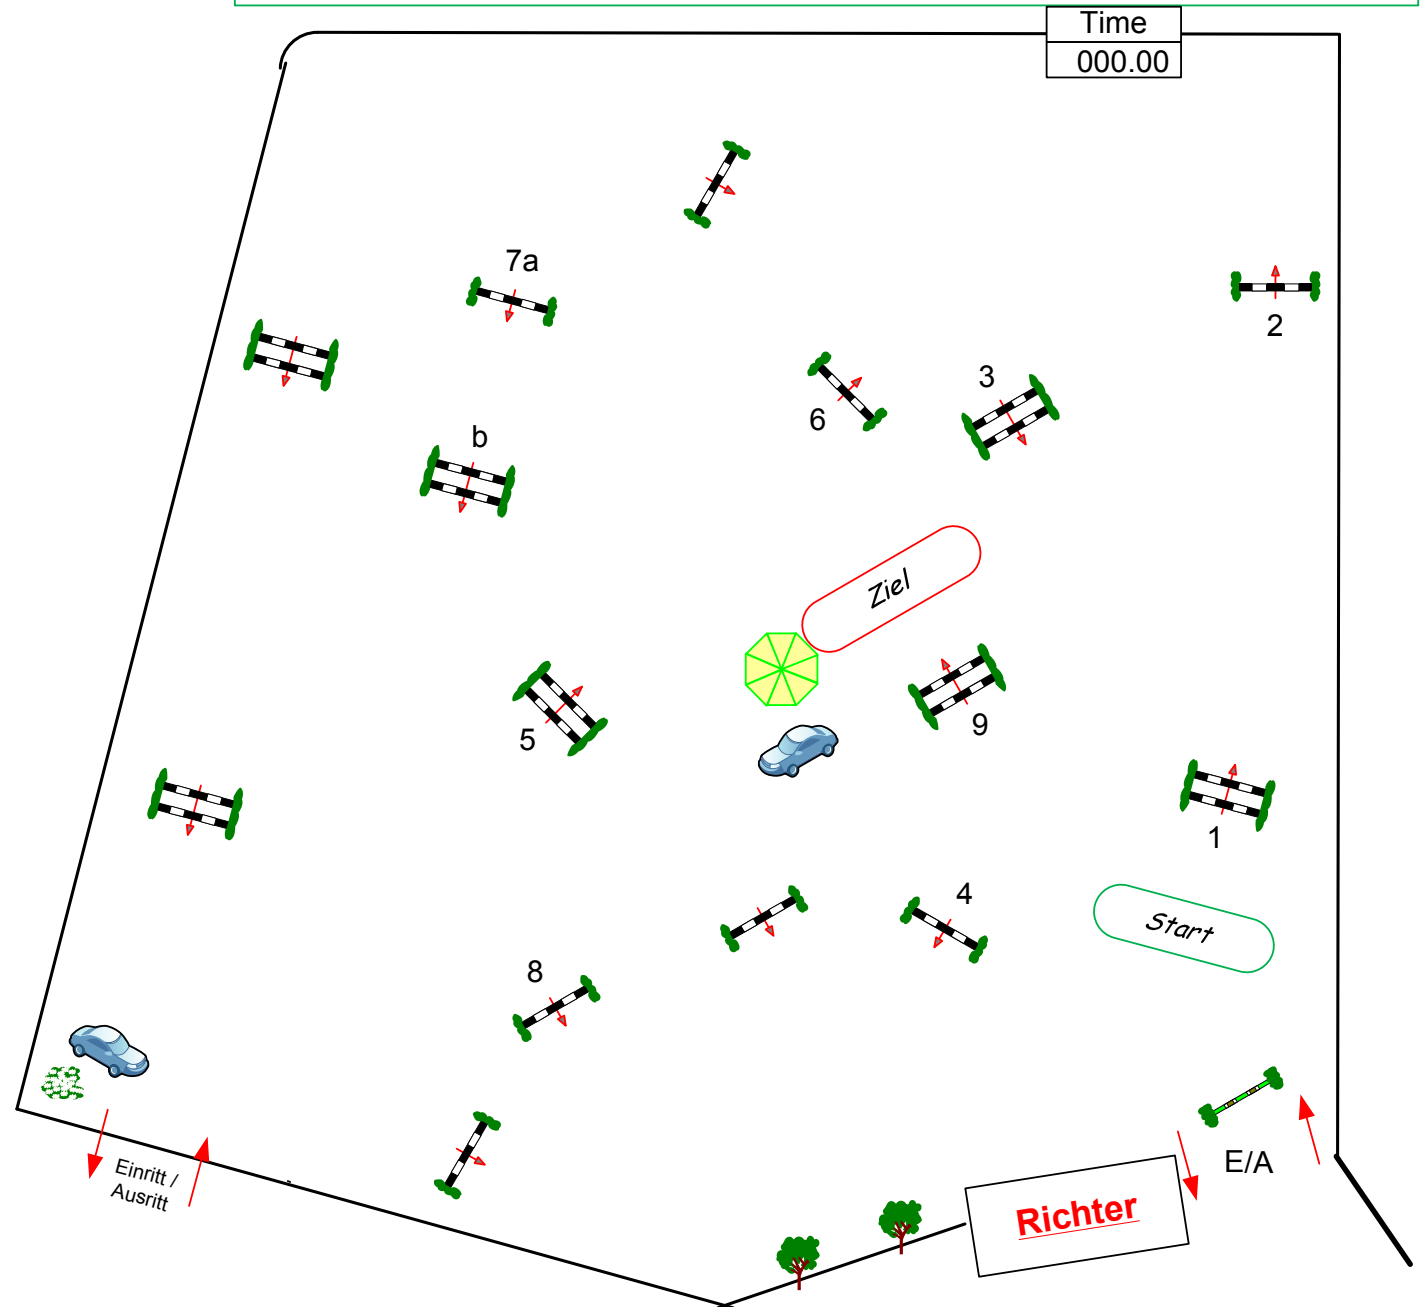 Time
000.00
7a
2
3
6
b
Ziel
5
9
1
4
Start
8
E/A
Einritt /
Ausritt
Richter